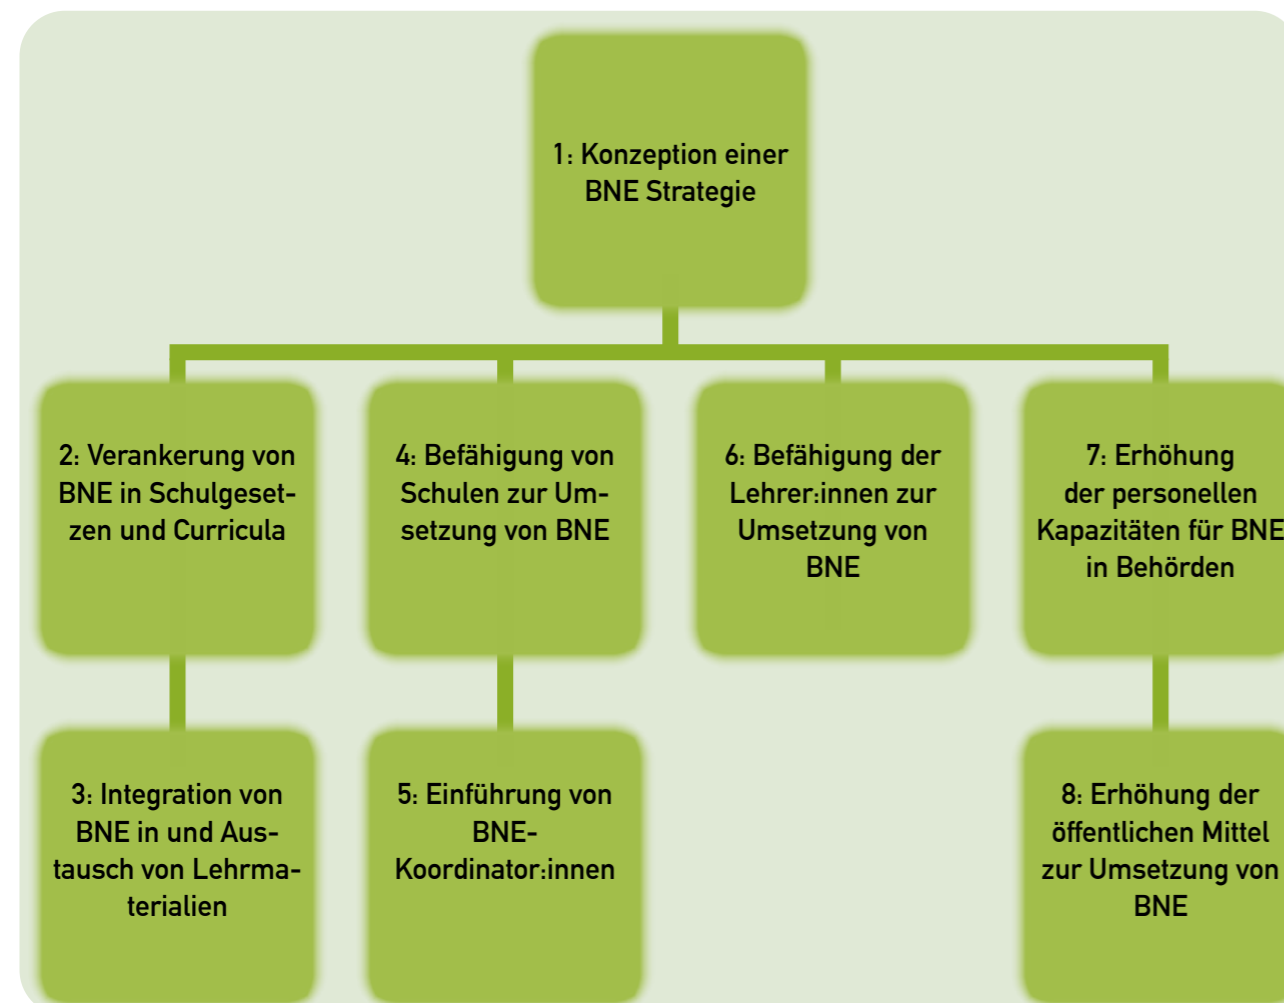 1: Konzeption einer
BNE Strategie
2: Verankerung von
BNE in Schulgeset-
zen und Curricula
4: Befähigung von
Schulen zur Um-
setzung von BNE
6: Befähigung der
Lehrer:innen zur
Umsetzung von
BNE
7: Erhöhung
der personellen
Kapazitäten für BNE
in Behörden
3: Integration von
BNE in und Aus-
tausch von Lehrma-
terialien
5: Einführung von
BNE-
Koordinator:innen
8: Erhöhung der
öffentlichen Mittel
zur Umsetzung von
BNE